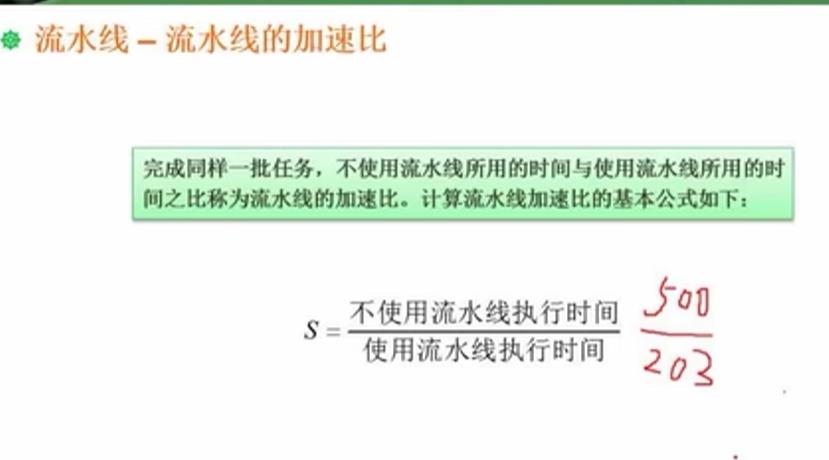 流水线 – 流水线的加速比
完成同样一批任务，不使用流水线所用的时间与使用流水线所用的时
间之比称为流水线的加速比。计算流水线加速比的基本公式如下：
S = 不使用流水线执行时间 500
使用流水线执行时间 203